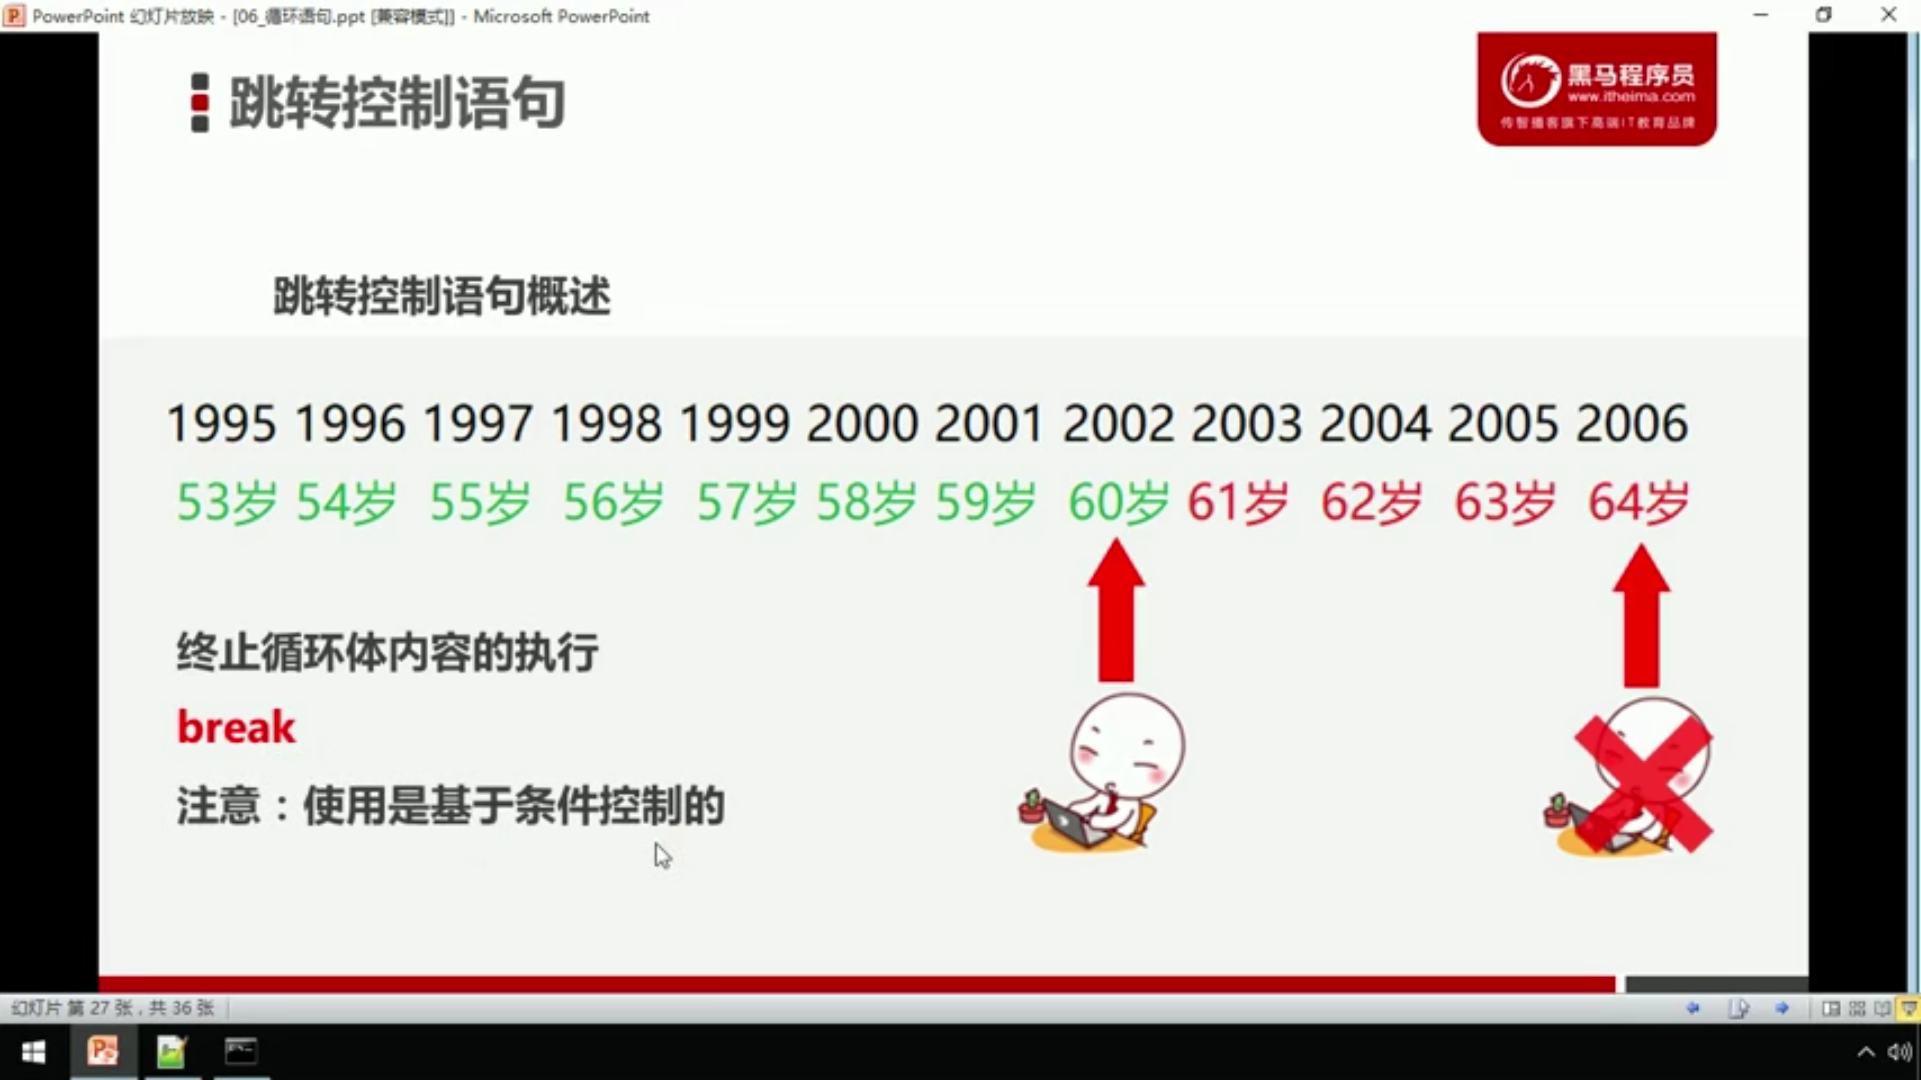 PowerPoint 幻灯片放映 - [06_循环语句.ppt [兼容模式]] - Microsoft PowerPoint
跳转控制语句
黑马程序员
www.itheima.com
传智播客旗下高端IT教育品牌
跳转控制语句概述
1995 1996 1997 1998 1999 2000 2001 2002 2003 2004 2005 2006
53岁 54岁 55岁 56岁 57岁 58岁 59岁 60岁 61岁 62岁 63岁 64岁
终止循环体内容的执行
break
注意：使用是基于条件控制的
幻灯片 第 27 张，共 36 张